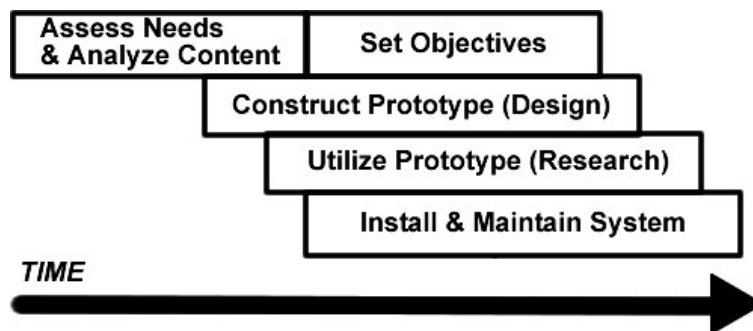 Assess Needs
& Analyze Content
Set Objectives
Construct Prototype (Design)
Utilize Prototype (Research)
Install & Maintain System
TIME